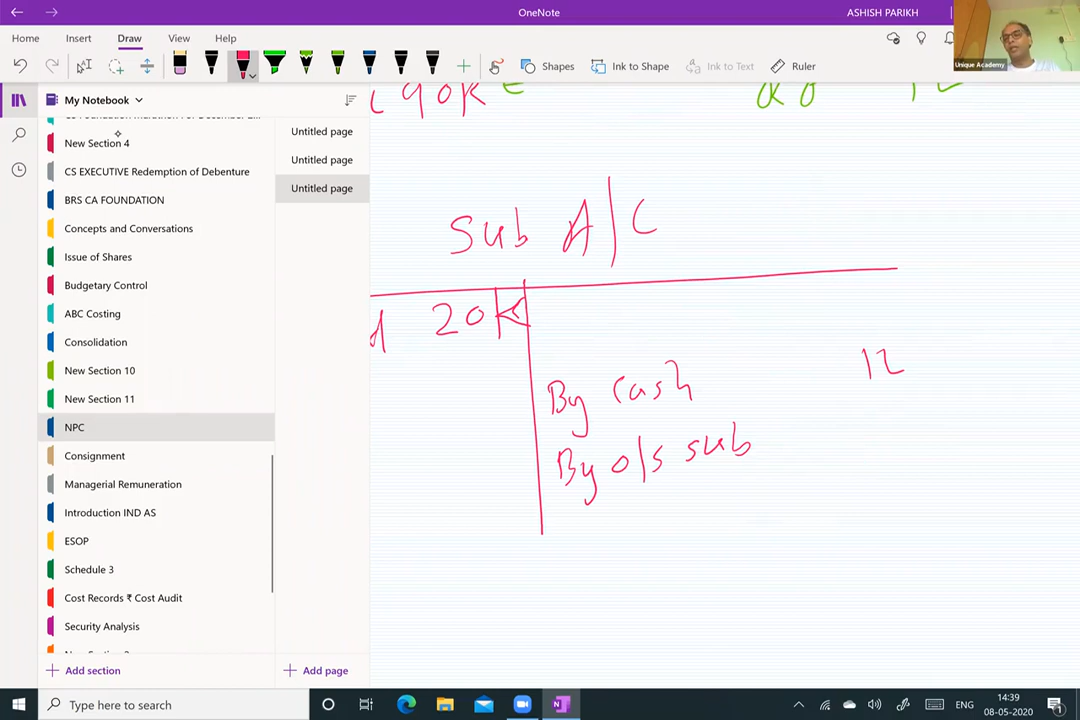 OneNote
ASHISH PARIKH
Unique Academy
Home Insert Draw View Help
Shapes Ink to Shape Ink to Text Ruler
My Notebook
New Section 4
CS EXECUTIVE Redemption of Debenture
BRS CA FOUNDATION
Concepts and Conversations
Issue of Shares
Budgetary Control
ABC Costing
Consolidation
New Section 10
New Section 11
NPC
Consignment
Managerial Remuneration
Introduction IND AS
ESOP
Schedule 3
Cost Records ₹ Cost Audit
Security Analysis
Add section
Untitled page
Untitled page
Untitled page
Add page
90K
Sub A/C
d 20K
By cash 12
By o/s sub
Type here to search
ENG
14:39
08-05-2020
1